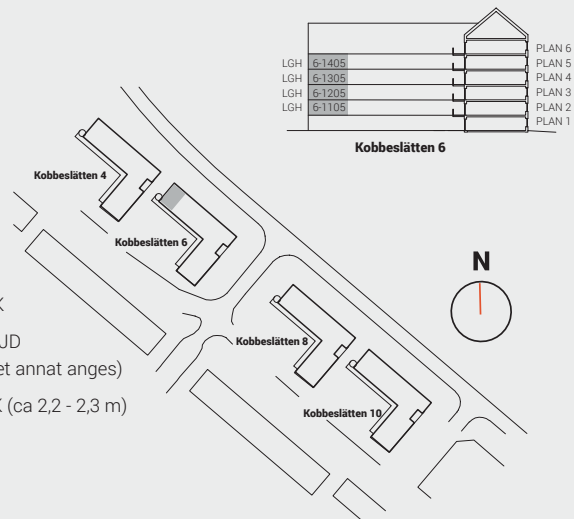 PLAN 6
LGH 6-1405 PLAN 5
LGH 6-1305 PLAN 4
LGH 6-1205 PLAN 3
LGH 6-1105 PLAN 2
PLAN 1
Kobbeslätten 6
Kobbeslätten 4
Kobbeslätten 6
N
K
JD
Kobbeslätten 8
et annat anges)
K (ca 2,2 - 2,3 m)
Kobbeslätten 10